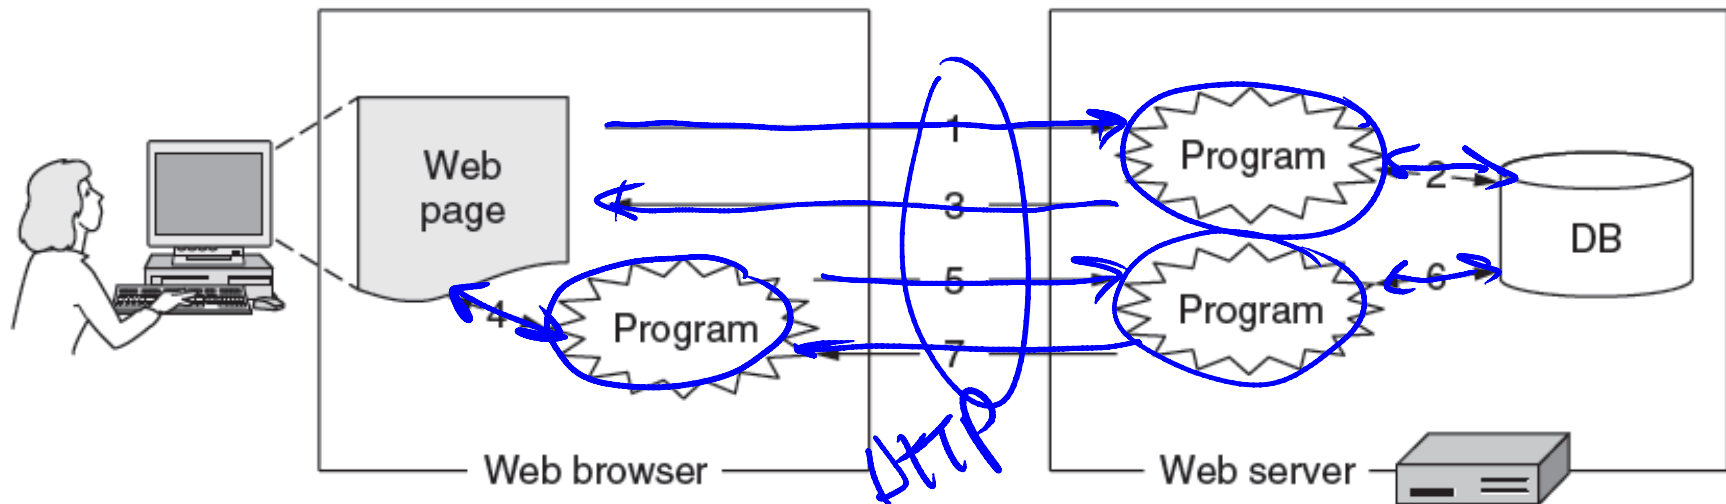 1
Program
2
Web
page
3
DB
5
6
4
Program
Program
7
HTTP
Web browser
Web server